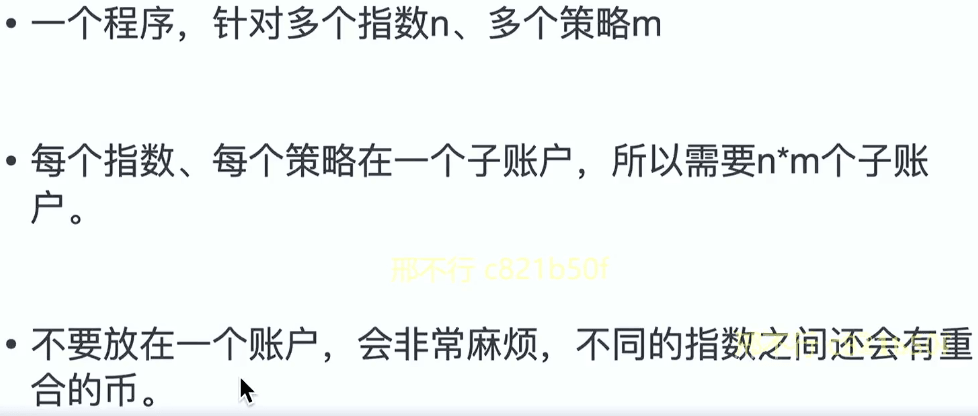 • 一个程序，针对多个指数n、多个策略m
• 每个指数、每个策略在一个子账户，所以需要n*m个子账
户。
邢不行 c821b50f
• 不要放在一个账户，会非常麻烦，不同的指数之间还会有重
合的币。